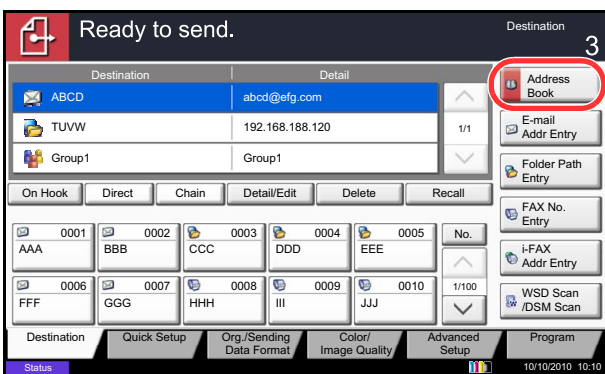 Ready to send.
Destination
3
Destination Detail
ABCD abcd@efg.com
TUVW 192.168.188.120
Group1 Group1
1/1
Address
Book
E-mail
Addr Entry
Folder Path
Entry
FAX No.
Entry
i-FAX
Addr Entry
WSD Scan
/DSM Scan
On Hook Direct Chain Detail/Edit Delete Recall
0001 0002 0003 0004 0005 No.
AAA BBB CCC DDD EEE
0006 0007 0008 0009 0010 1/100
FFF GGG HHH III JJJ
Destination Quick Setup Org./Sending
Data Format Color/
Image Quality Advanced
Setup Program
Status 10/10/2010 10:10